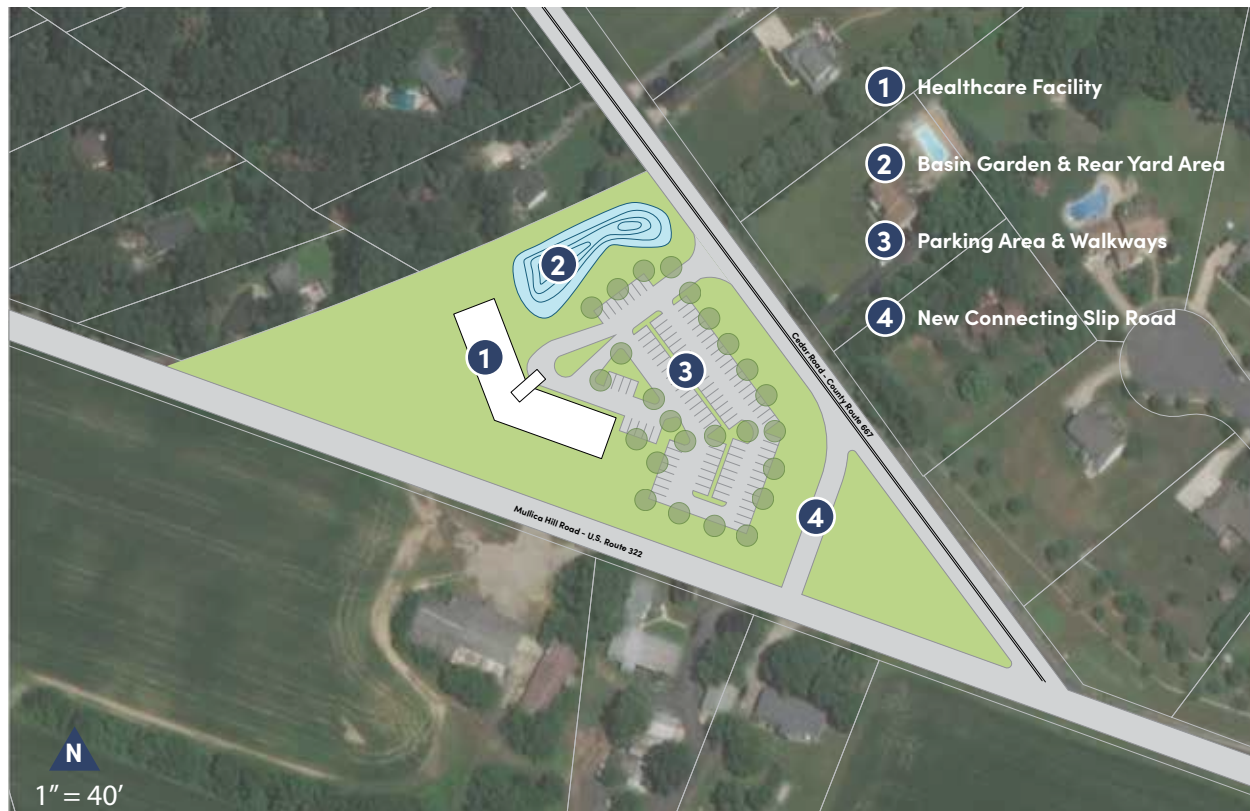 1 Healthcare Facility
2 Basin Garden & Rear Yard Area
3 Parking Area & Walkways
4 New Connecting Slip Road
2
1
3
4
Cedar Road - County Route 667
Mullica Hill Road - U.S. Route 322
N
1” = 40’